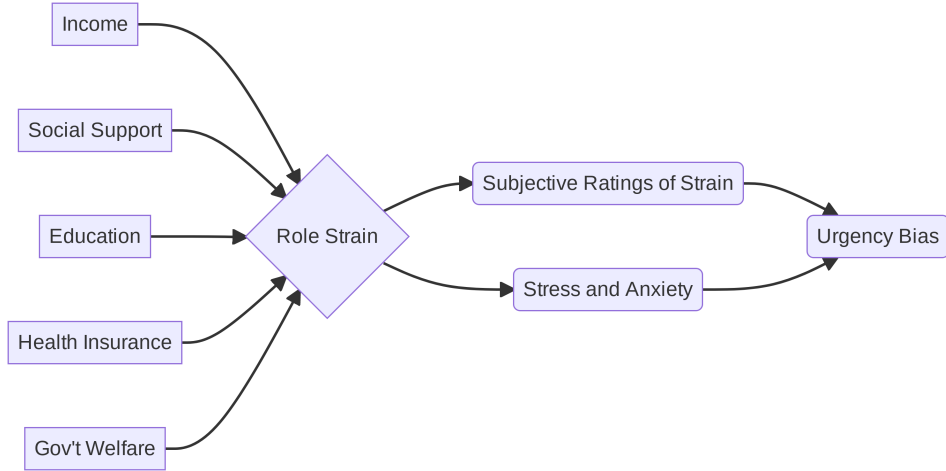 Income
Social Support
Education
Health Insurance
Gov't Welfare
Role Strain
Subjective Ratings of Strain
Stress and Anxiety
Urgency Bias